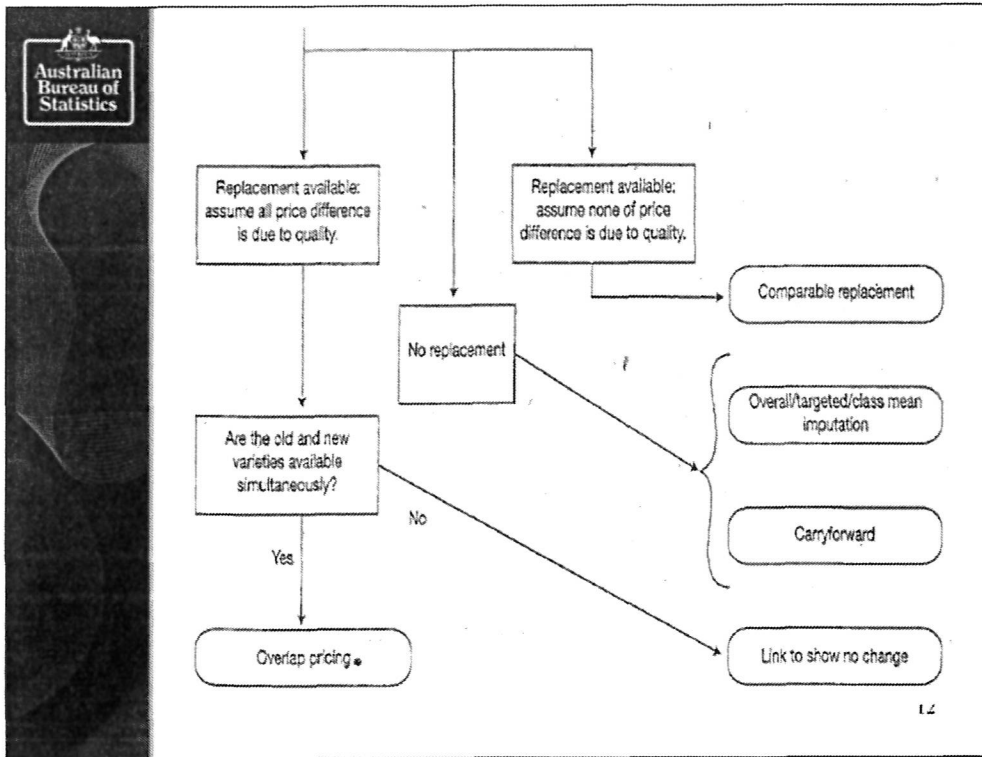 Australian
Bureau of
Statistics
Replacement available:
assume all price difference
is due to quality.
Replacement available:
assume none of price
difference is due to quality.
Comparable replacement
No replacement
Overall/targeted/class mean
imputation
Are the old and new
varieties available
simultaneously?
No
Carryforward
Yes
Overlap pricing
Link to show no change
12